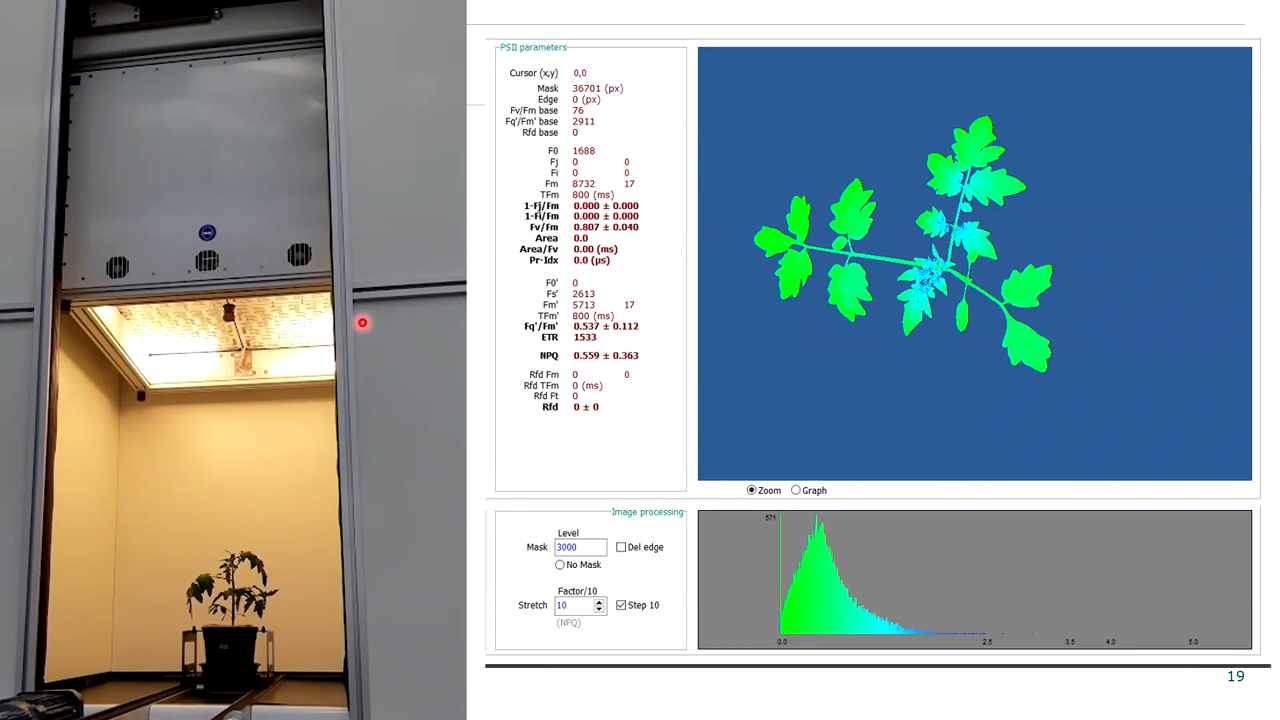 PSII parameters
Cursor (x,y) 0,0
Mask 36701 (px)
Edge 0 (px)
Fv/Fm base 76
Fq'/Fm' base 2911
Rfd base 0
F0 1688
Fj 0 0
Fi 0 0
Fm 8732 17
TFm 800 (ms)
1-Fj/Fm 0.000 ± 0.000
1-Fi/Fm 0.000 ± 0.000
Fv/Fm 0.807 ± 0.040
Area 0.0
Area/Fv 0.00 (ms)
Pr-Idx 0.0 (µs)
F0' 0
Fs' 2613
Fm' 5713 17
TFm' 800 (ms)
Fq'/Fm' 0.537 ± 0.112
ETR 1533
NPQ 0.559 ± 0.363
Rfd Fm 0 0
Rfd TFm 0 (ms)
Rfd Ft 0
Rfd 0 ± 0
Zoom Graph
Image processing
Level
Mask 3000 Del edge
No Mask
Factor/10
Stretch 10 Step 10
(NPQ)
571
0.0 2.5 3.5 4.0 5.0
19